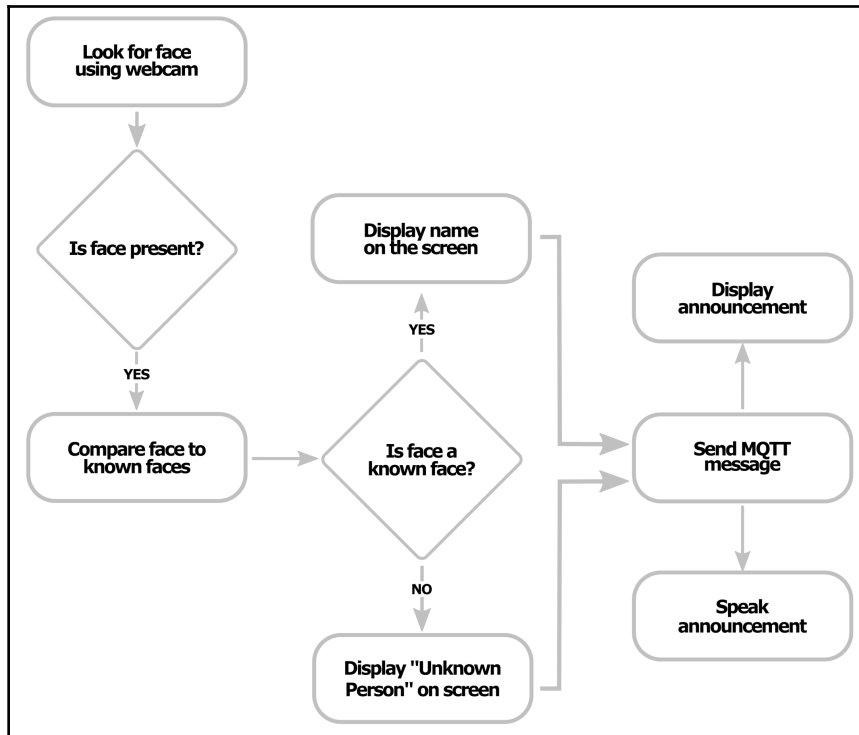 Look for face
using webcam
Is face present?
YES
Compare face to
known faces
Is face a
known face?
YES
Display name
on the screen
NO
Display "Unknown
Person" on screen
Send MQTT
message
Display
announcement
Speak
announcement